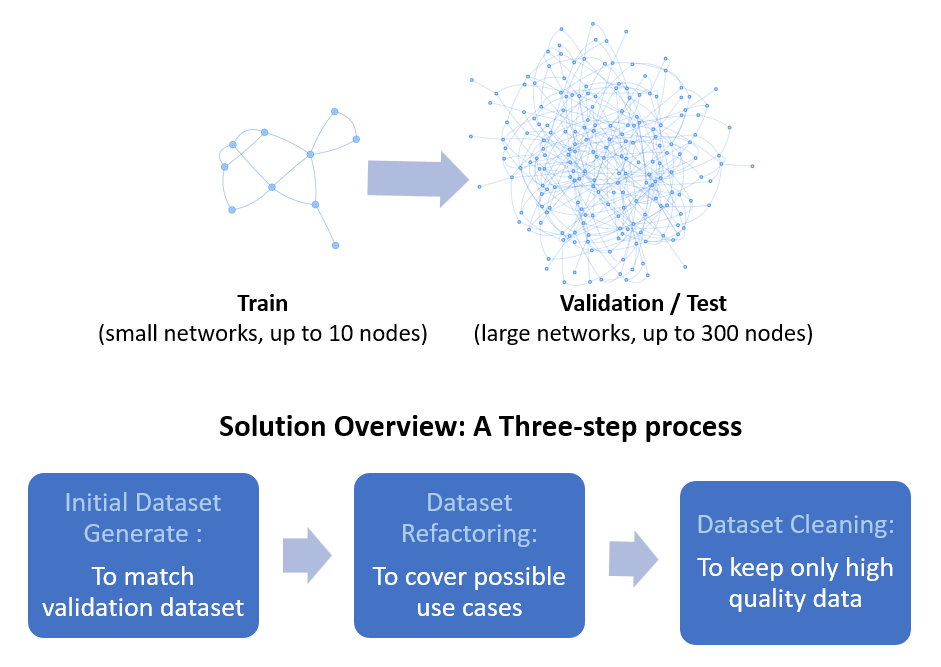 Train
(small networks, up to 10 nodes)
Validation / Test
(large networks, up to 300 nodes)
Solution Overview: A Three-step process
Initial Dataset
Generate :
To match
validation dataset
Dataset
Refactoring:
To cover possible
use cases
Dataset Cleaning:
To keep only high
quality data